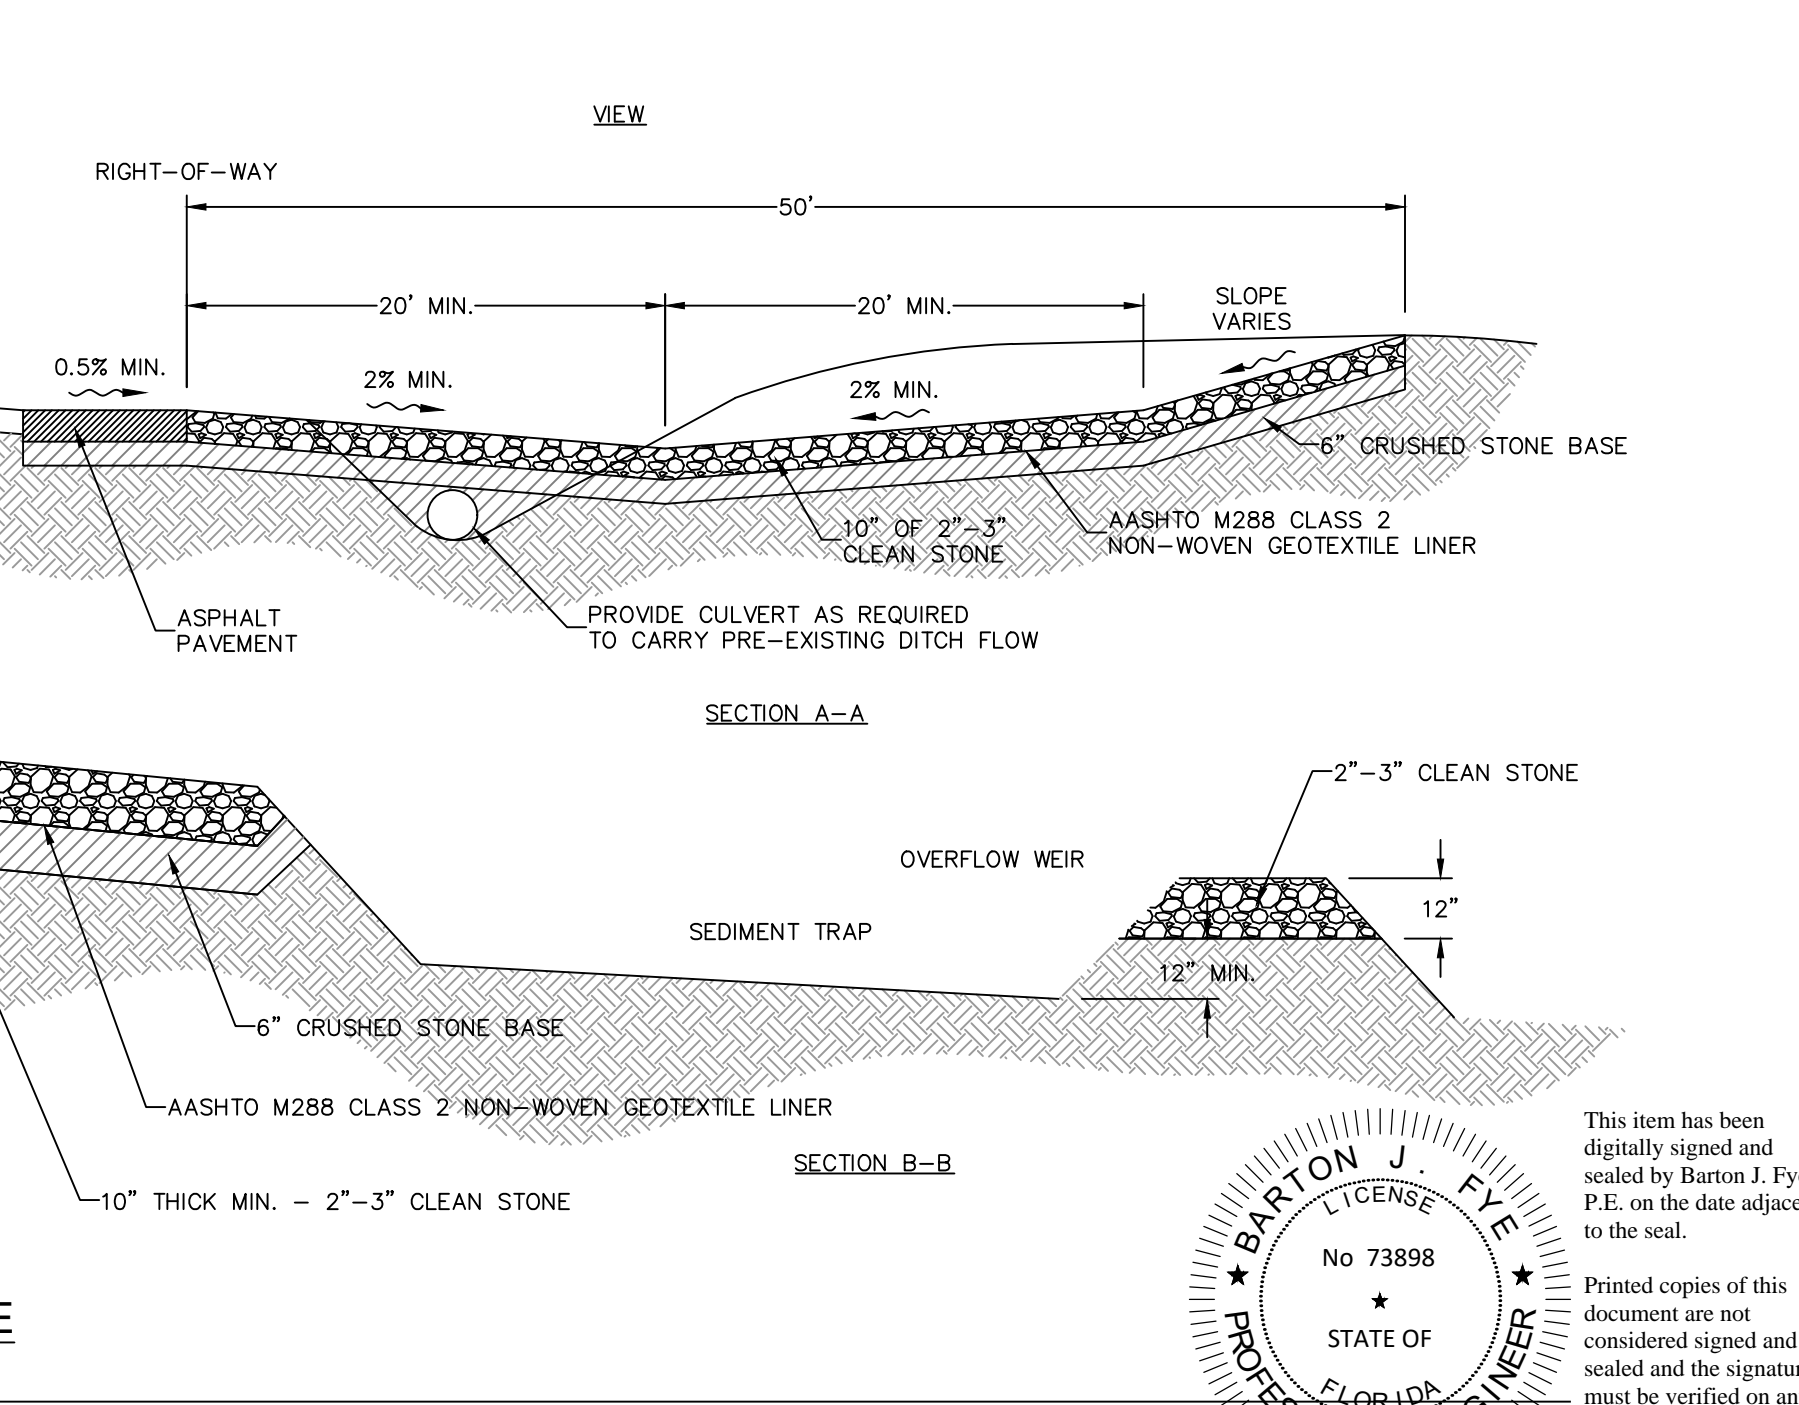 VIEW
RIGHT-OF-WAY
50'
20' MIN.
20' MIN.
SLOPE
VARIES
0.5% MIN.
2% MIN.
2% MIN.
6" CRUSHED STONE BASE
10" OF 2"-3"
CLEAN STONE
AASHTO M288 CLASS 2
NON-WOVEN GEOTEXTILE LINER
ASPHALT
PAVEMENT
PROVIDE CULVERT AS REQUIRED
TO CARRY PRE-EXISTING DITCH FLOW
SECTION A-A
2"-3" CLEAN STONE
OVERFLOW WEIR
12"
SEDIMENT TRAP
12" MIN.
6" CRUSHED STONE BASE
AASHTO M288 CLASS 2 NON-WOVEN GEOTEXTILE LINER
SECTION B-B
10" THICK MIN. - 2"-3" CLEAN STONE
E
BARTON J. FYE
LICENSE
No 73898
STATE OF
FLORIDA
This item has been
digitally signed and
sealed by Barton J. Fye
P.E. on the date
to the seal.
Printed copies of this
document are not
considered signed and
sealed and the
must be verified on